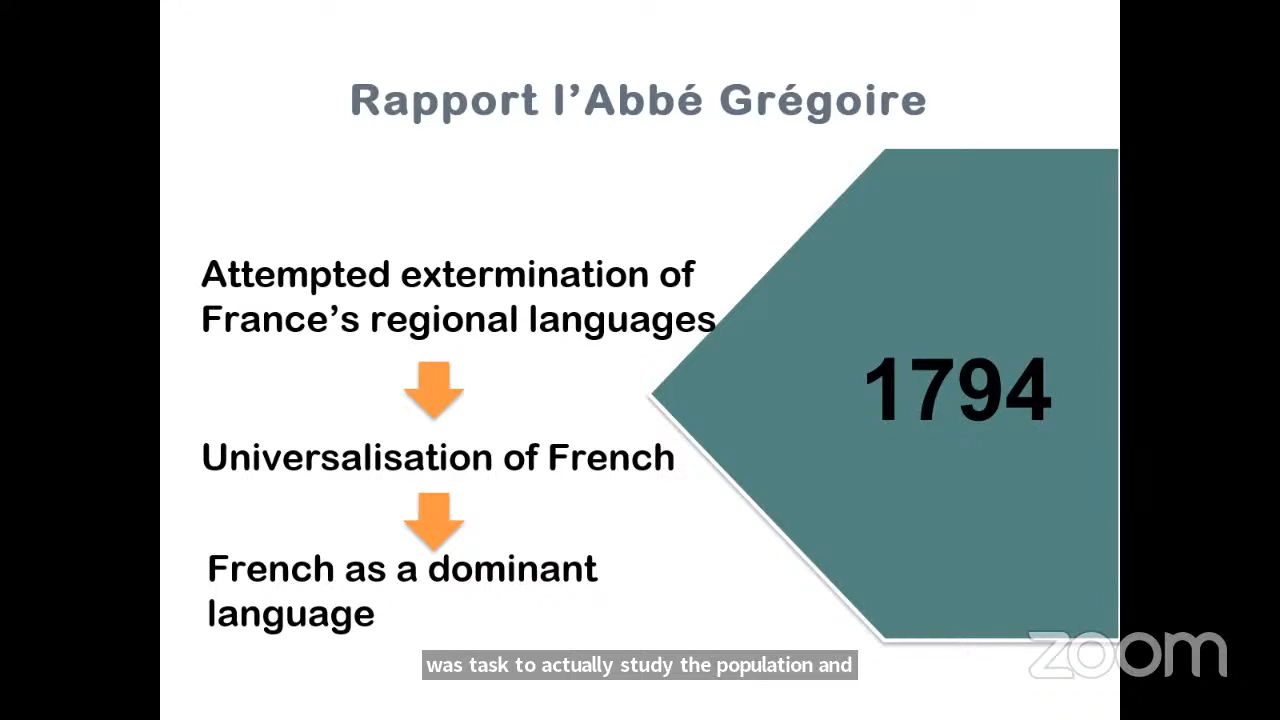 Rapport l’Abbé Grégoire
Attempted extermination of
France’s regional languages
1794
Universalisation of French
French as a dominant
language
was task to actually study the population and
zoom